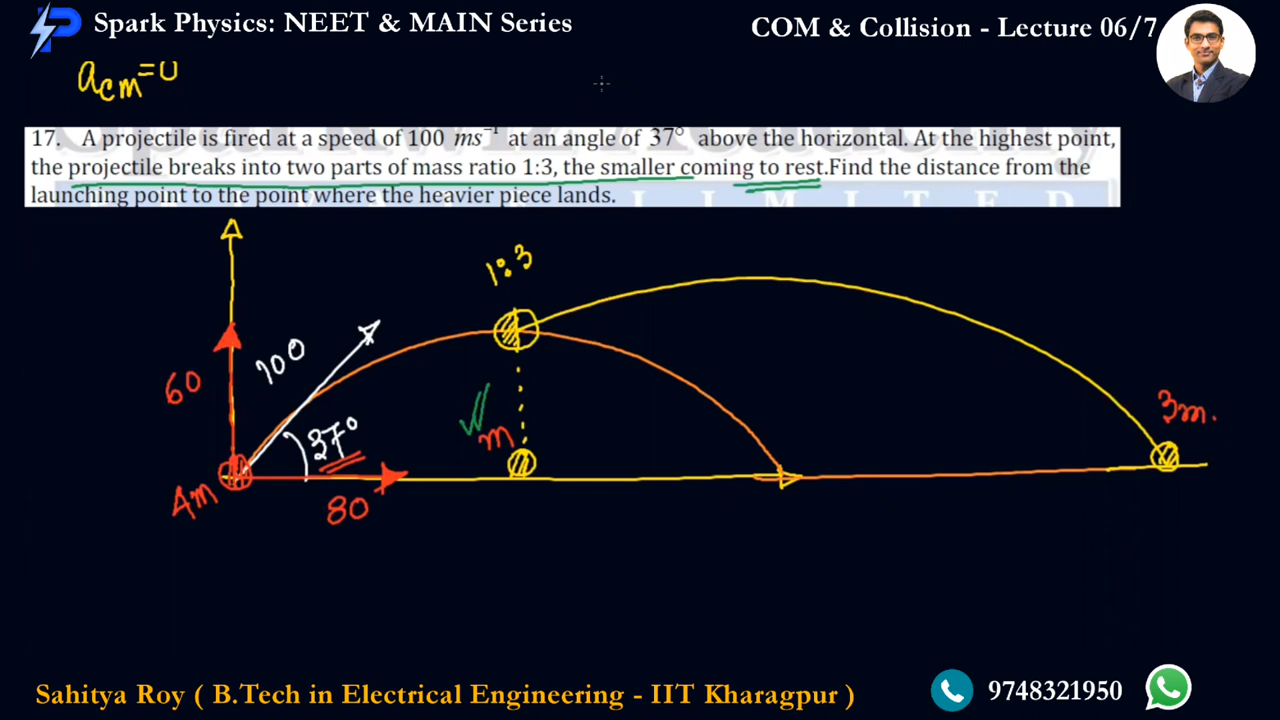 Spark Physics: NEET & MAIN Series
COM & Collision - Lecture 06/7
acm=0
17. A projectile is fired at a speed of 100 ms⁻¹ at an angle of 37° above the horizontal. At the highest point,
the projectile breaks into two parts of mass ratio 1:3, the smaller coming to rest.Find the distance from the
launching point to the point where the heavier piece lands.
1:3
100
60
37°
m
3m.
4m
80
Sahitya Roy ( B.Tech in Electrical Engineering - IIT Kharagpur )
9748321950